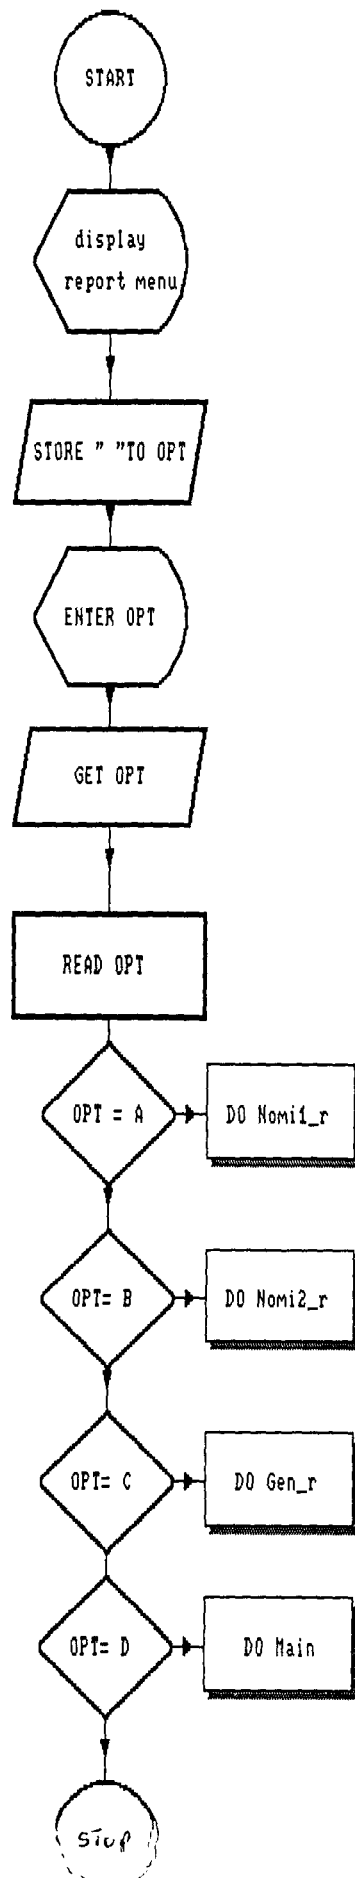 START
display
report menu
STORE " "TO OPT
ENTER OPT
GET OPT
READ OPT
OPT = A
DO Nomi1_r
OPT= B
DO Nomi2_r
OPT= C
DO Gen_r
OPT= D
DO Main
STOP